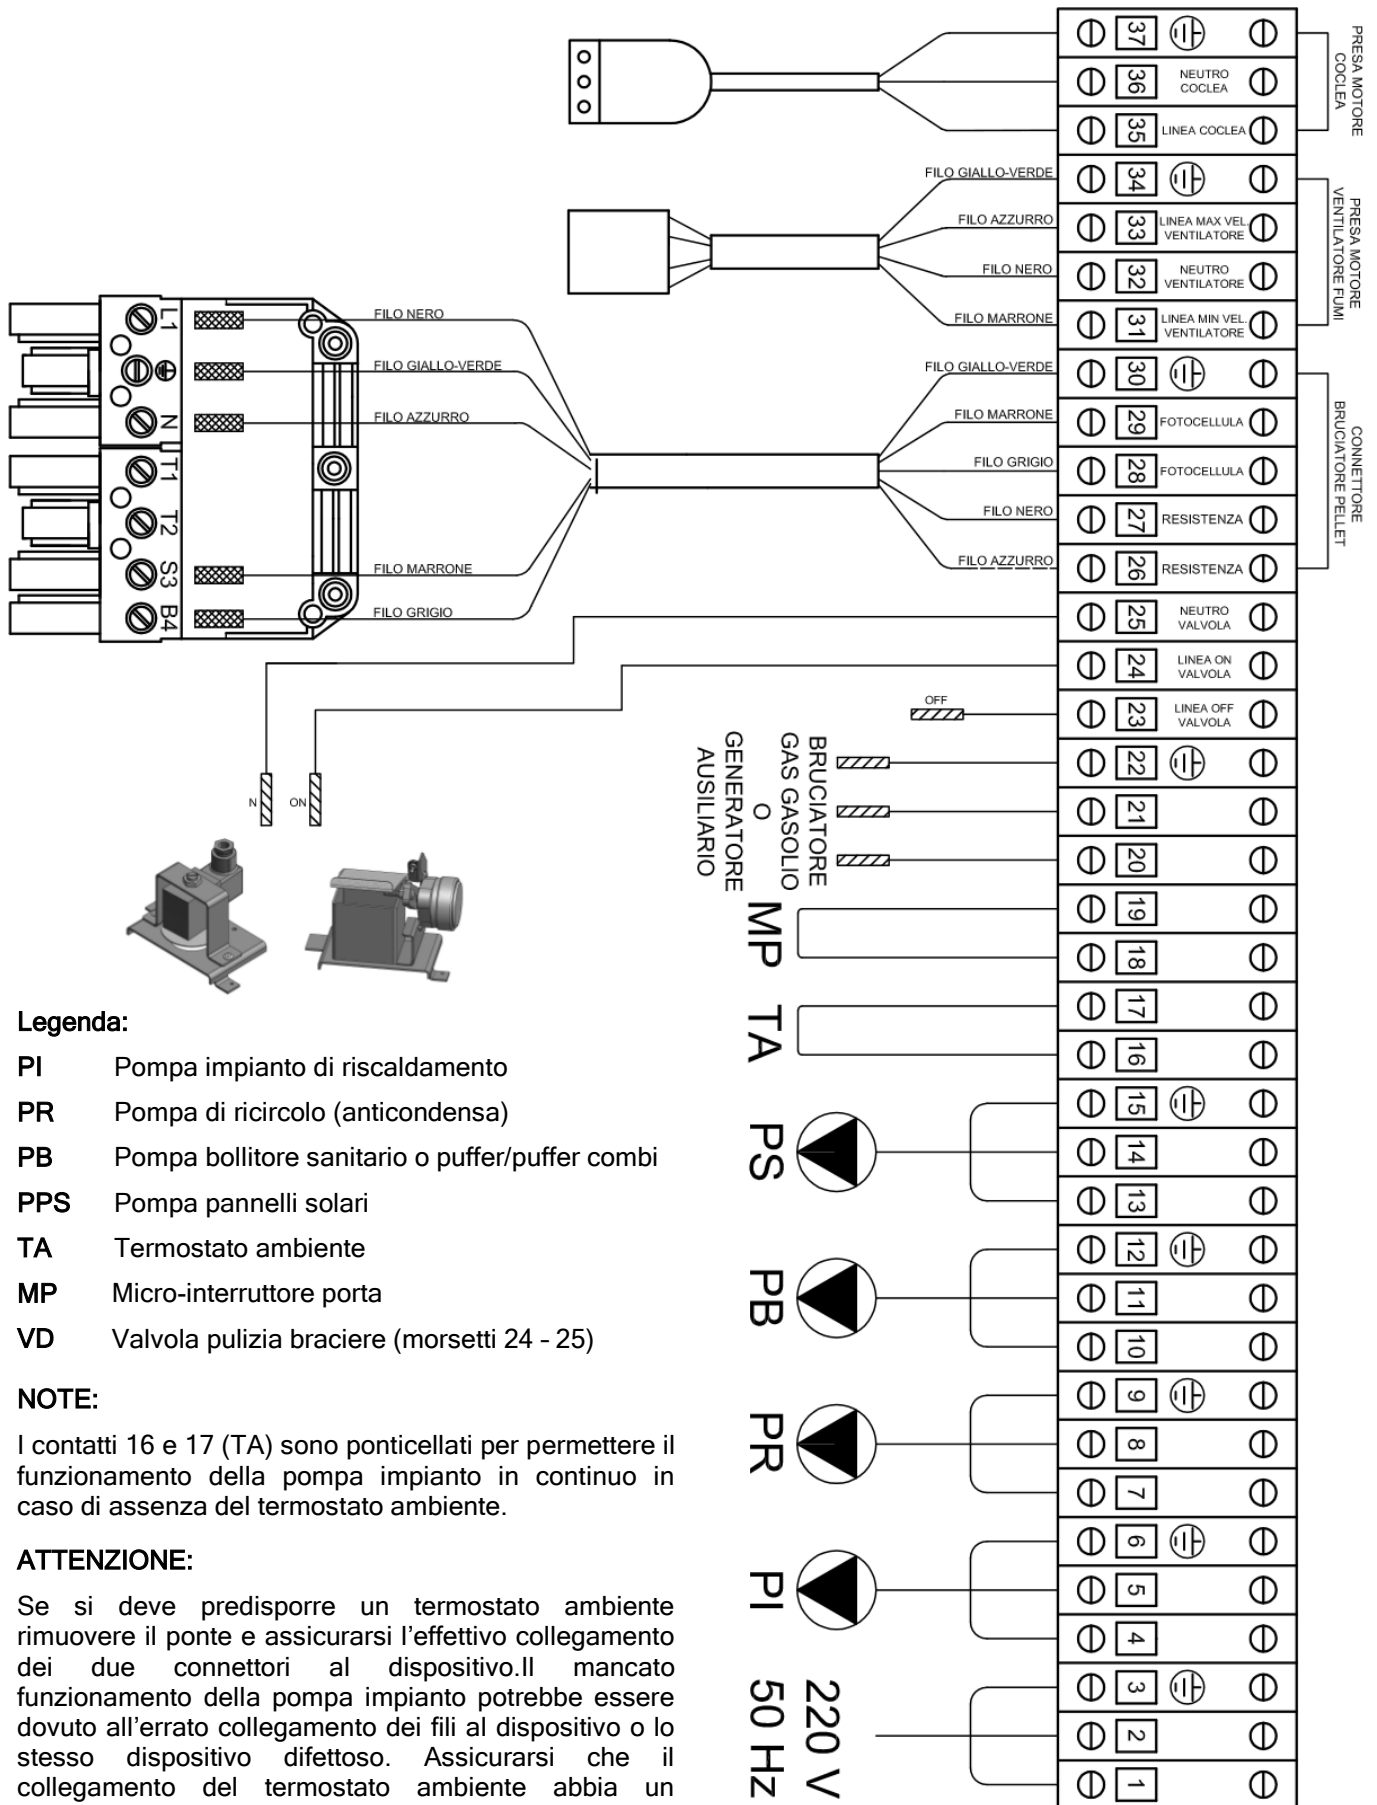 37
PRESA MOTORE
COCLEA
36
NEUTRO
COCLEA
35
LINEA COCLEA
FILO GIALLO-VERDE
34
PRESA MOTORE
VENTILATORE FUMI
FILO AZZURRO
33
LINEA MAX VEL.
VENTILATORE
FILO NERO
32
NEUTRO
VENTILATORE
FILO MARRONE
31
LINEA MIN VEL.
VENTILATORE
FILO GIALLO-VERDE
30
CONNETTORE
BRUCIATORE PELLET
FILO MARRONE
29
FOTOCELLULA
FILO GRIGIO
28
FOTOCELLULA
FILO NERO
27
RESISTENZA
FILO AZZURRO
26
RESISTENZA
L1
FILO NERO
FILO GIALLO-VERDE
N
FILO AZZURRO
T1
T2
S3
FILO MARRONE
B4
FILO GRIGIO
25
NEUTRO
VALVOLA
24
LINEA ON
VALVOLA
OFF
23
LINEA OFF
VALVOLA
N
ON
BRUCIATORE
GAS GASOLIO
O
GENERATORE
AUSILIARIO
22
21
20
MP
19
18
TA
17
16
PS
15
14
13
PB
12
11
10
PR
9
8
7
PI
6
5
4
220 V
50 Hz
3
2
1
Legenda:
PI Pompa impianto di riscaldamento
PR Pompa di ricircolo (anticondensa)
PB Pompa bollitore sanitario o puffer/puffer combi
PPS Pompa pannelli solari
TA Termostato ambiente
MP Micro-interruttore porta
VD Valvola pulizia braciere (morsetti 24 - 25)
NOTE:
I contatti 16 e 17 (TA) sono ponticellati per permettere il
funzionamento della pompa impianto in continuo in
caso di assenza del termostato ambiente.
ATTENZIONE:
Se si deve predisporre un termostato ambiente
rimuovere il ponte e assicurarsi l'effettivo collegamento
dei due connettori al dispositivo.Il mancato
funzionamento della pompa impianto potrebbe essere
dovuto all'errato collegamento dei fili al dispositivo o lo
stesso dispositivo difettoso. Assicurarsi che il
collegamento del termostato ambiente abbia un